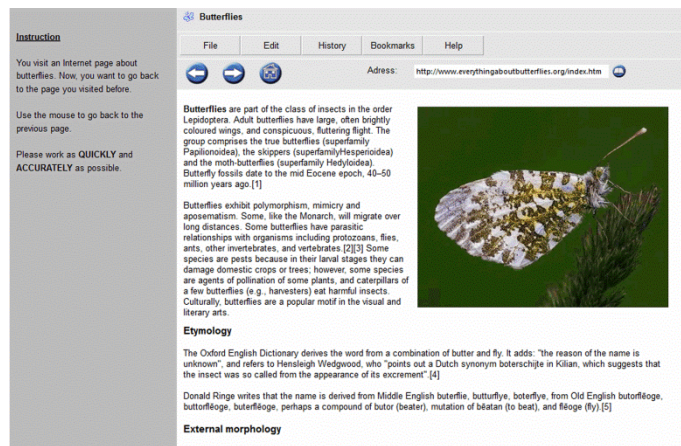 Instruction
You visit an Internet page about
butterflies. Now, you want to go back
to the page you visited before.
Use the mouse to go back to the
previous page.
Please work as QUICKLY and
ACCURATELY as possible.
Butterflies
File Edit History Bookmarks Help
Adress: http://www.everythingaboutbutterflies.org/index.htm
Butterflies are part of the class of insects in the order
Lepidoptera. Adult butterflies have large, often brightly
coloured wings, and conspicuous, fluttering flight. The
group comprises the true butterflies (superfamily
Papilionoidea), the skippers (superfamilyHesperioidea)
and the moth-butterflies (superfamily Hedyloidea).
Butterfly fossils date to the mid Eocene epoch, 40–50
million years ago.[1]
Butterflies exhibit polymorphism, mimicry and
aposematism. Some, like the Monarch, will migrate over
long distances. Some butterflies have parasitic
relationships with organisms including protozoans, flies,
ants, other invertebrates, and vertebrates.[2][3] Some
species are pests because in their larval stages they can
damage domestic crops or trees; however, some species
are agents of pollination of some plants, and caterpillars of
a few butterflies (e.g., harvesters) eat harmful insects.
Culturally, butterflies are a popular motif in the visual and
literary arts.
Etymology
The Oxford English Dictionary derives the word from a combination of butter and fly. It adds: "the reason of the name is
unknown", and refers to Hensleigh Wedgwood, who "points out a Dutch synonym boterschijte in Kilian, which suggests that
the insect was so called from the appearance of its excrement".[4]
Donald Ringe writes that the name is derived from Middle English buterflie, butturflye, boterflye, from Old English butorflēoge,
buttorflēoge, buterflēoge, perhaps a compound of butor (beater), mutation of bēatan (to beat), and flēoge (fly).[5]
External morphology